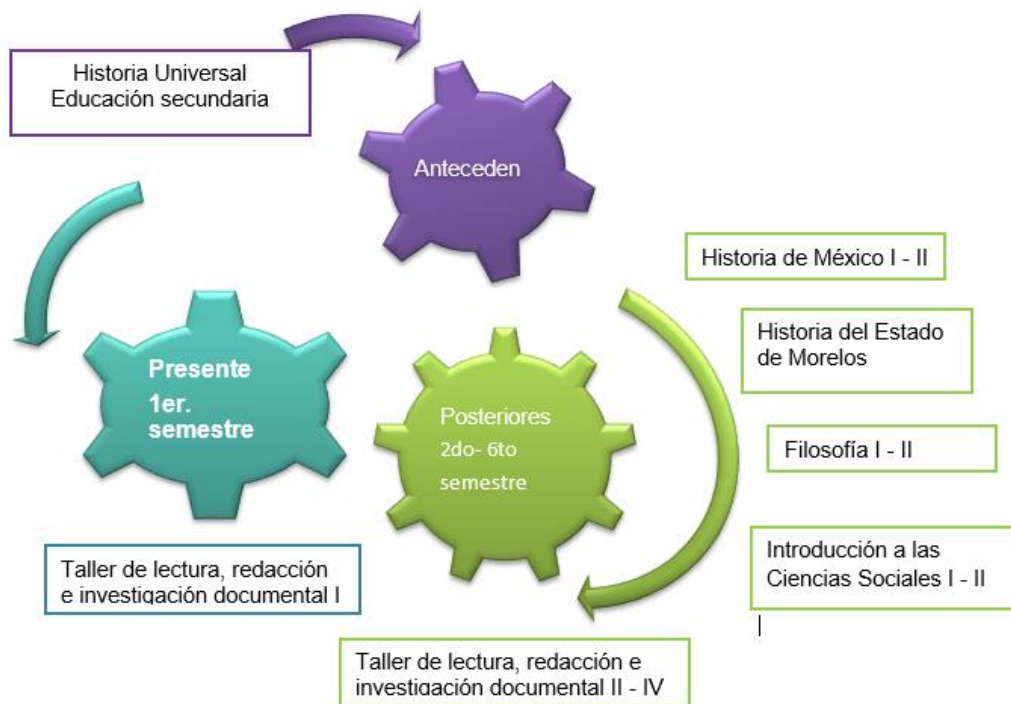 Historia Universal
Educación secundaria
Anteceden
Historia de México I - II
Historia del Estado
de Morelos
Presente
1er.
semestre
Posteriores
2do- 6to
semestre
Filosofía I - II
Introducción a las
Ciencias Sociales I - II
Taller de lectura, redacción
e investigación documental I
Taller de lectura, redacción e
investigación documental II - IV